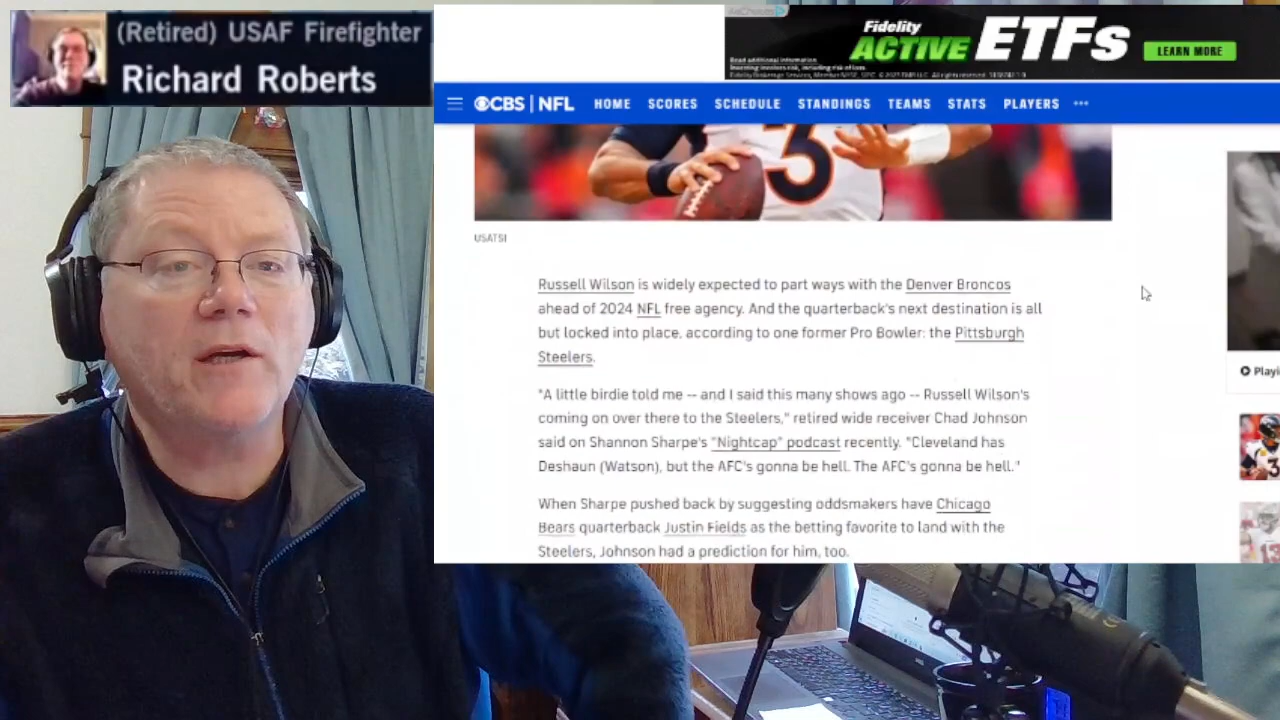 (Retired) USAF Firefighter
Richard Roberts
AdChoices
Fidelity
ACTIVE ETFs
LEARN MORE
Read additional information
CBS | NFL HOME SCORES SCHEDULE STANDINGS TEAMS STATS PLAYERS •••
3
USATSI
Russell Wilson is widely expected to part ways with the Denver Broncos
ahead of 2024 NFL free agency. And the quarterback's next destination is all
but locked into place, according to one former Pro Bowler: the Pittsburgh
Steelers.
"A little birdie told me -- and I said this many shows ago -- Russell Wilson's
coming on over there to the Steelers," retired wide receiver Chad Johnson
said on Shannon Sharpe's "Nightcap" podcast recently. "Cleveland has
Deshaun (Watson), but the AFC's gonna be hell. The AFC's gonna be hell."
When Sharpe pushed back by suggesting oddsmakers have Chicago
Bears quarterback Justin Fields as the betting favorite to land with the
Steelers, Johnson had a prediction for him, too.
Playi